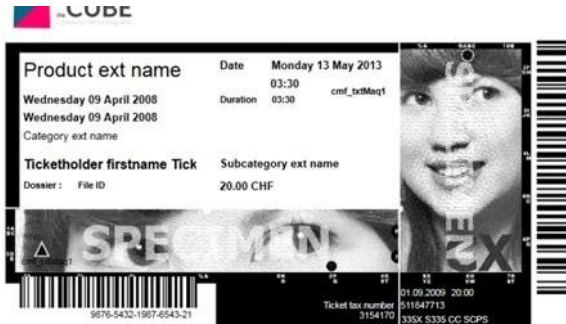 the CUBE
Product ext name
Wednesday 09 April 2008
Wednesday 09 April 2008
Category ext name
Ticketholder firstname Tick
Dossier : File ID
Date Monday 13 May 2013
03:30
Duration 03:30
cmf_txtMaq1
Subcategory ext name
20.00 CHF
SPECIMEN
SPECIMEN
9876-5432-1987-6543-21
Ticket tax number
3154170
01.09.2009 20:00
511847713
335X S335 CC SCPS